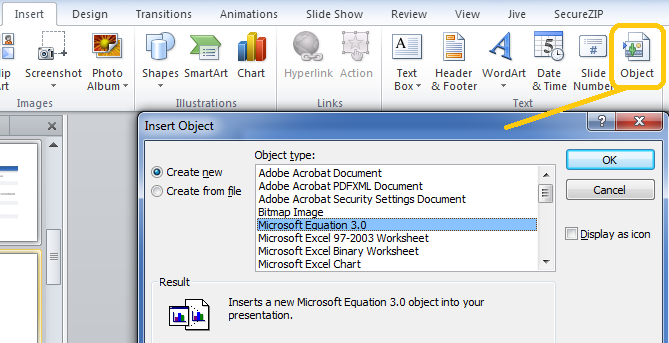 Insert Design Transitions Animations Slide Show Review View Jive SecureZIP
Screenshot Photo Album Shapes SmartArt Chart Hyperlink Action Text Box Header & Footer WordArt Date & Time Slide Number Object
Images Illustrations Links Text
Insert Object
Object type:
Create new
Create from file
Adobe Acrobat Document
Adobe Acrobat PDFXML Document
Adobe Acrobat Security Settings Document
Bitmap Image
Microsoft Equation 3.0
Microsoft Excel 97-2003 Worksheet
Microsoft Excel Binary Worksheet
Microsoft Excel Chart
OK
Cancel
Display as icon
Result
Inserts a new Microsoft Equation 3.0 object into your
presentation.